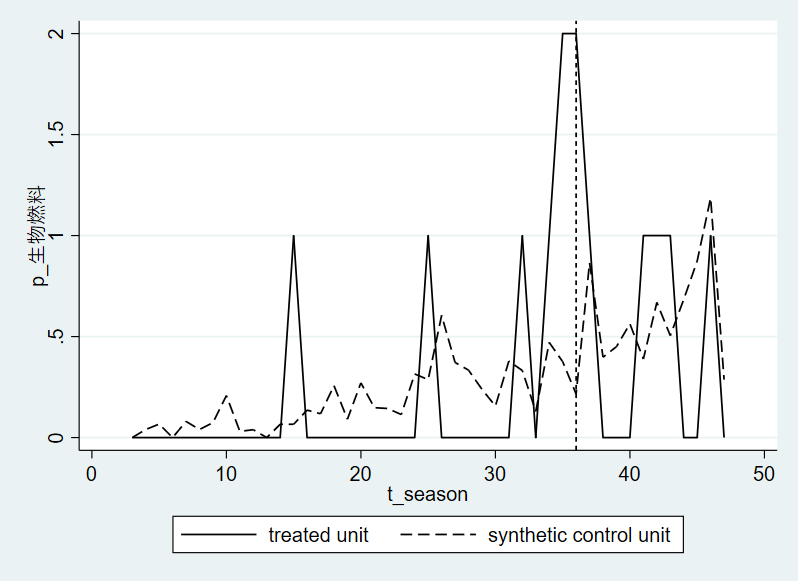 2
1.5
1
.5
0
p_生物燃料
0 10 20 30 40 50
t_season
treated unit synthetic control unit